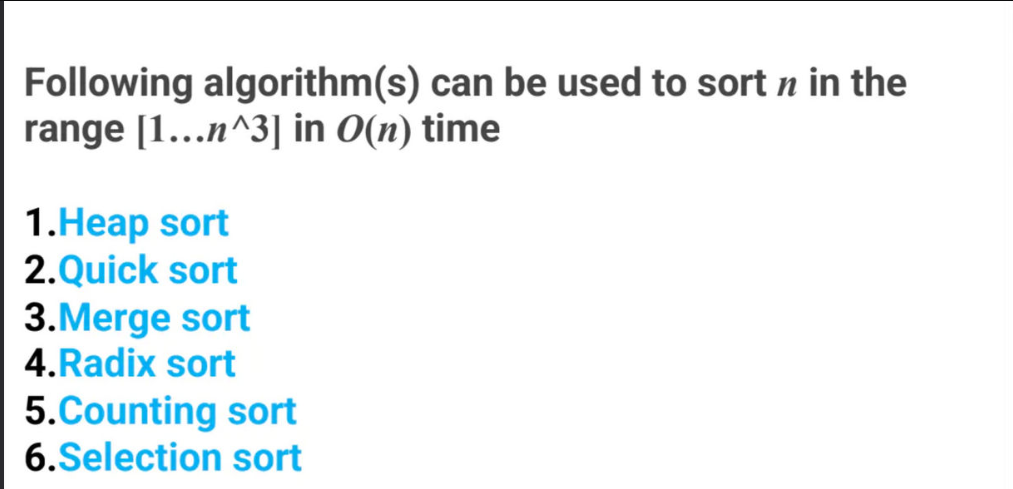 Following algorithm(s) can be used to sort n in the
range [1...n^3] in O(n) time
1.Heap sort
2.Quick sort
3.Merge sort
4.Radix sort
5.Counting sort
6.Selection sort